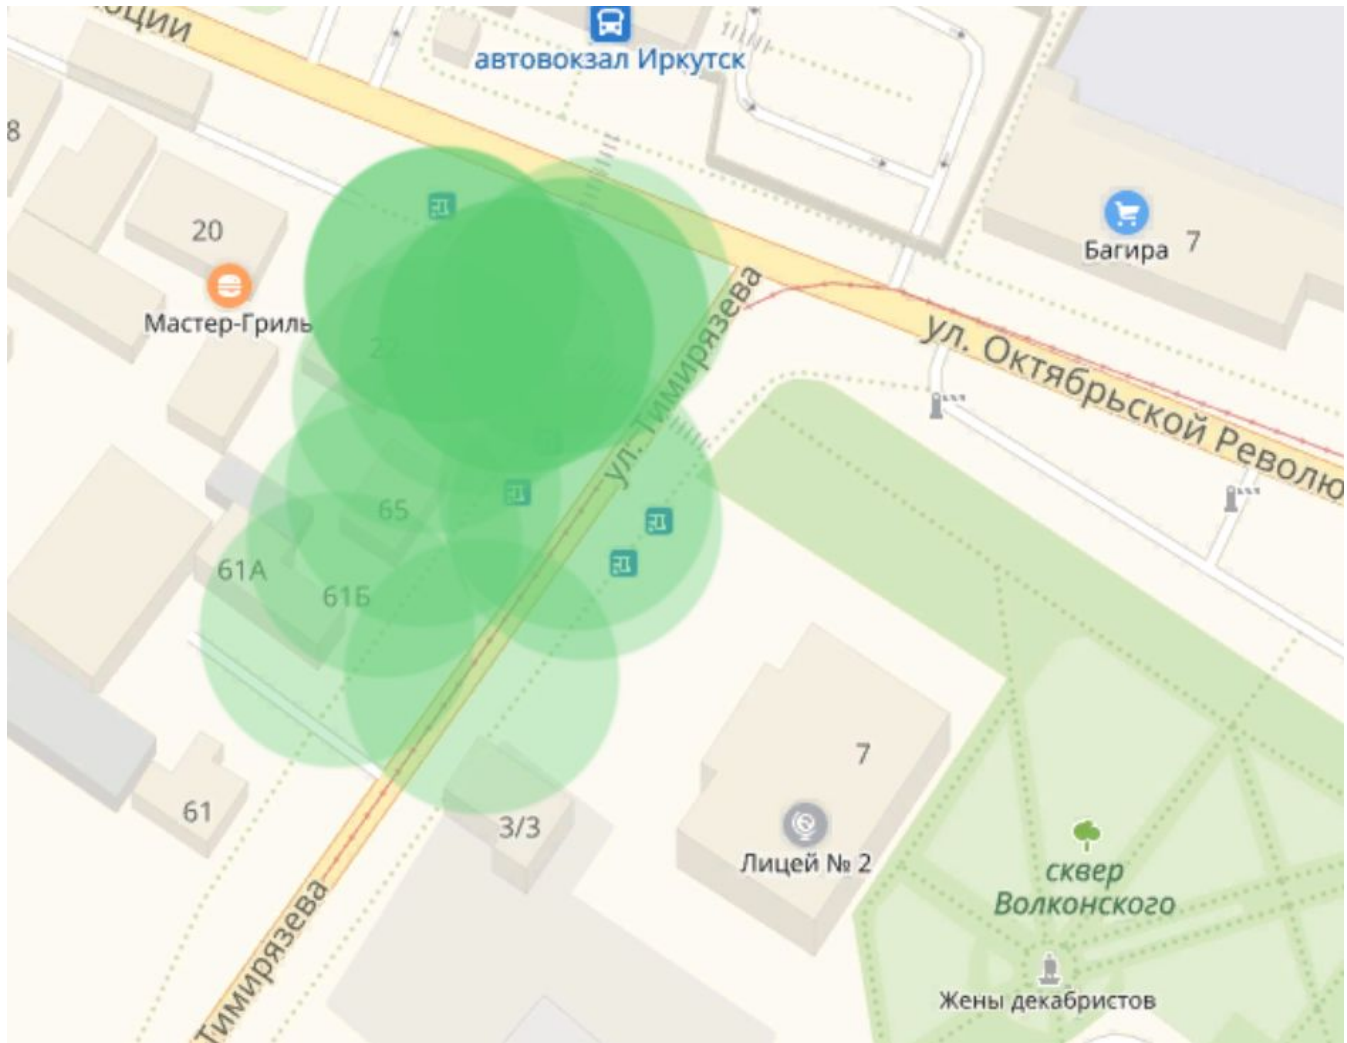 автовокзал Иркутск
8
20
Мастер-Гриль
Багира
7
ул. Тимирязева
ул. Октябрьской Револю
65
61А
61Б
61
3/3
7
Лицей № 2
сквер
Волконского
Жены декабристов
Тимирязева